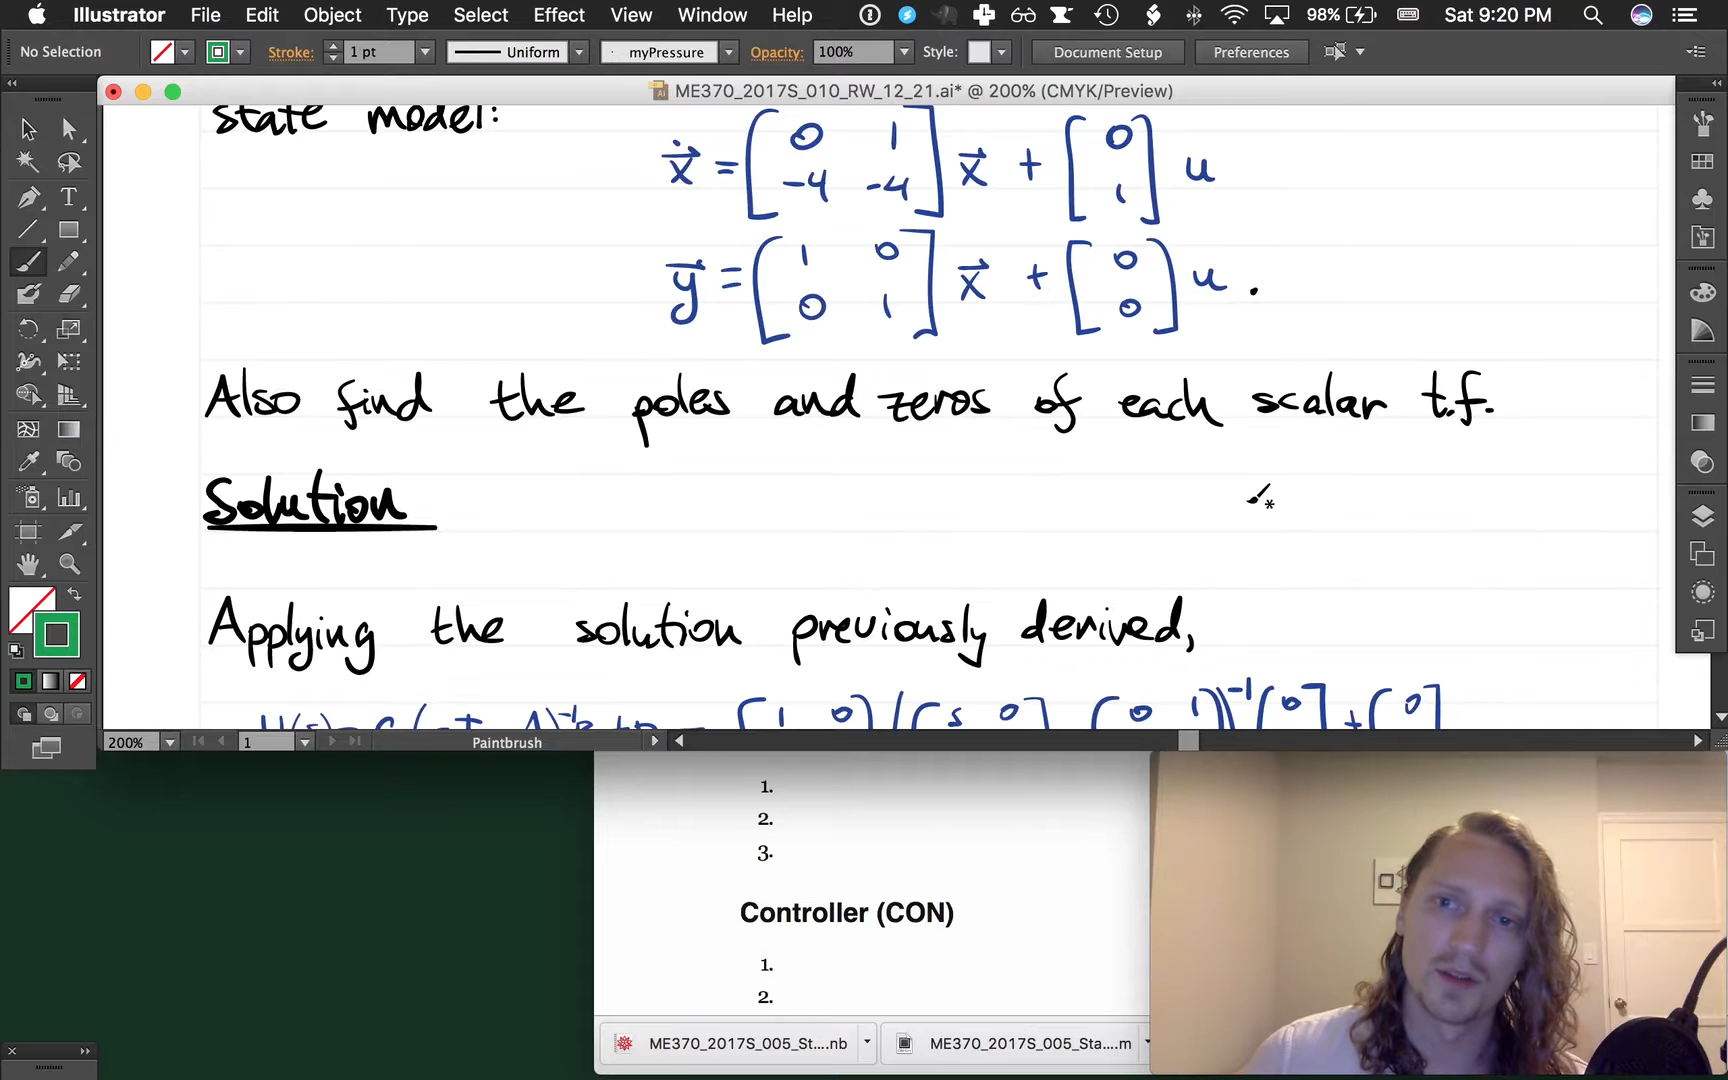 Illustrator File Edit Object Type Select Effect View Window Help 98% Sat 9:20 PM
No Selection Stroke: 1 pt Uniform myPressure Opacity: 100% Style: Document Setup Preferences
ME370_2017S_010_RW_12_21.ai* @ 200% (CMYK/Preview)
state model:
ẋ = [0 1; -4 -4] x + [0; 1] u
y = [1 0; 0 1] x + [0; 0] u .
Also find the poles and zeros of each scalar t.f.
Solution
Applying the solution previously derived,
200% 1 Paintbrush
1.
2.
3.
Controller (CON)
1.
2.
ME370_2017S_005_St....nb ME370_2017S_005_Sta....m